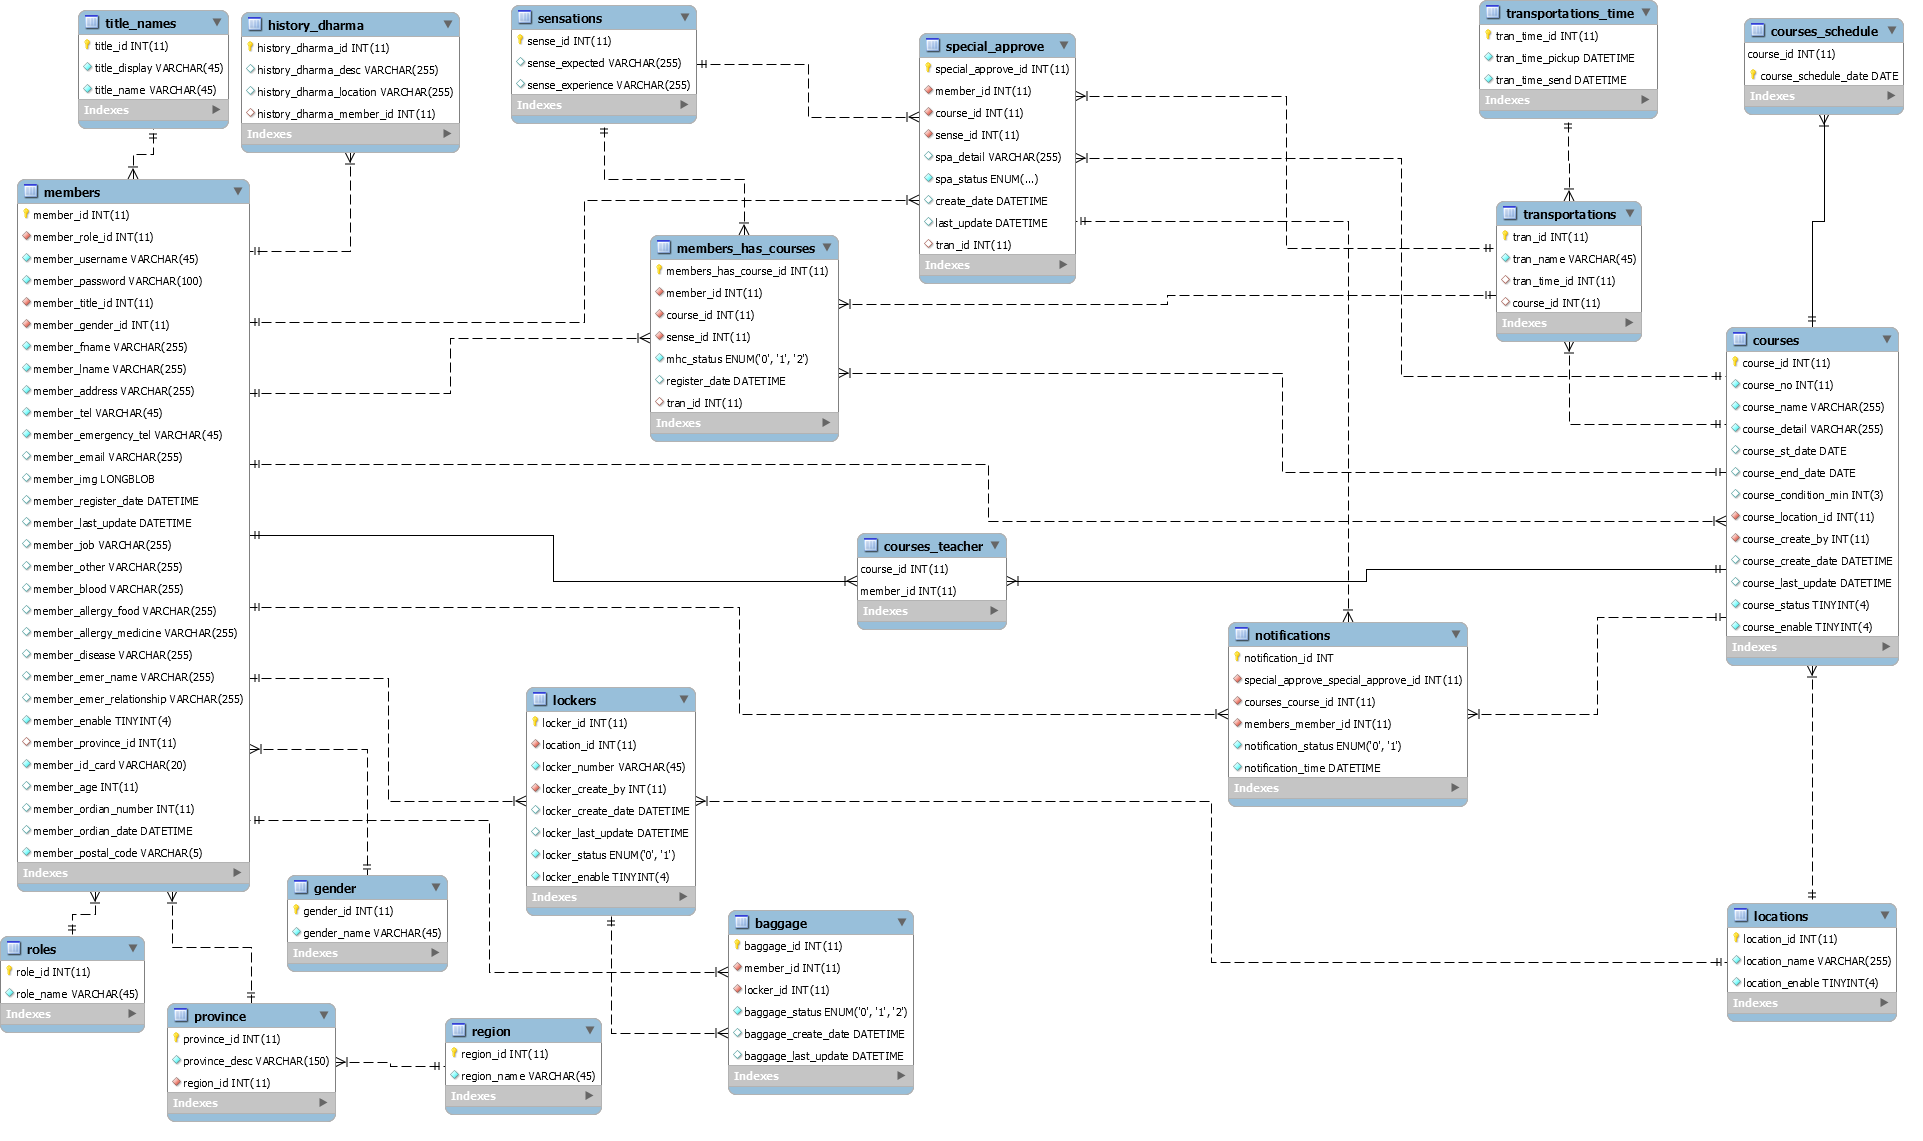 title_names
title_id INT(11)
title_display VARCHAR(45)
title_name VARCHAR(45)
Indexes
history_dharma
history_dharma_id INT(11)
history_dharma_desc VARCHAR(255)
history_dharma_location VARCHAR(255)
history_dharma_member_id INT(11)
Indexes
sensations
sense_id INT(11)
sense_expected VARCHAR(255)
sense_experience VARCHAR(255)
Indexes
special_approve
special_approve_id INT(11)
member_id INT(11)
course_id INT(11)
sense_id INT(11)
spa_detail VARCHAR(255)
spa_status ENUM(...)
create_date DATETIME
last_update DATETIME
tran_id INT(11)
Indexes
transportations_time
tran_time_id INT(11)
tran_time_pickup DATETIME
tran_time_send DATETIME
Indexes
courses_schedule
course_id INT(11)
course_schedule_date DATE
Indexes
members
member_id INT(11)
member_role_id INT(11)
member_username VARCHAR(45)
member_password VARCHAR(100)
member_title_id INT(11)
member_gender_id INT(11)
member_fname VARCHAR(255)
member_lname VARCHAR(255)
member_address VARCHAR(255)
member_tel VARCHAR(45)
member_emergency_tel VARCHAR(45)
member_email VARCHAR(255)
member_img LONGBLOB
member_register_date DATETIME
member_last_update DATETIME
member_job VARCHAR(255)
member_other VARCHAR(255)
member_blood VARCHAR(255)
member_allergy_food VARCHAR(255)
member_allergy_medicine VARCHAR(255)
member_disease VARCHAR(255)
member_emer_name VARCHAR(255)
member_emer_relationship VARCHAR(255)
member_enable TINYINT(4)
member_province_id INT(11)
member_id_card VARCHAR(20)
member_age INT(11)
member_ordian_number INT(11)
member_ordian_date DATETIME
member_postal_code VARCHAR(5)
Indexes
members_has_courses
members_has_course_id INT(11)
member_id INT(11)
course_id INT(11)
sense_id INT(11)
mhc_status ENUM('0', '1', '2')
register_date DATETIME
tran_id INT(11)
Indexes
transportations
tran_id INT(11)
tran_name VARCHAR(45)
tran_time_id INT(11)
course_id INT(11)
Indexes
courses
course_id INT(11)
course_no INT(11)
course_name VARCHAR(255)
course_detail VARCHAR(255)
course_st_date DATE
course_end_date DATE
course_condition_min INT(3)
course_location_id INT(11)
course_create_by INT(11)
course_create_date DATETIME
course_last_update DATETIME
course_status TINYINT(4)
course_enable TINYINT(4)
Indexes
courses_teacher
course_id INT(11)
member_id INT(11)
Indexes
notifications
notification_id INT
special_approve_special_approve_id INT(11)
courses_course_id INT(11)
members_member_id INT(11)
notification_status ENUM('0', '1')
notification_time DATETIME
Indexes
lockers
locker_id INT(11)
location_id INT(11)
locker_number VARCHAR(45)
locker_create_by INT(11)
locker_create_date DATETIME
locker_last_update DATETIME
locker_status ENUM('0', '1')
locker_enable TINYINT(4)
Indexes
gender
gender_id INT(11)
gender_name VARCHAR(45)
Indexes
baggage
baggage_id INT(11)
member_id INT(11)
locker_id INT(11)
baggage_status ENUM('0', '1', '2')
baggage_create_date DATETIME
baggage_last_update DATETIME
Indexes
locations
location_id INT(11)
location_name VARCHAR(255)
location_enable TINYINT(4)
Indexes
roles
role_id INT(11)
role_name VARCHAR(45)
Indexes
province
province_id INT(11)
province_desc VARCHAR(150)
region_id INT(11)
Indexes
region
region_id INT(11)
region_name VARCHAR(45)
Indexes